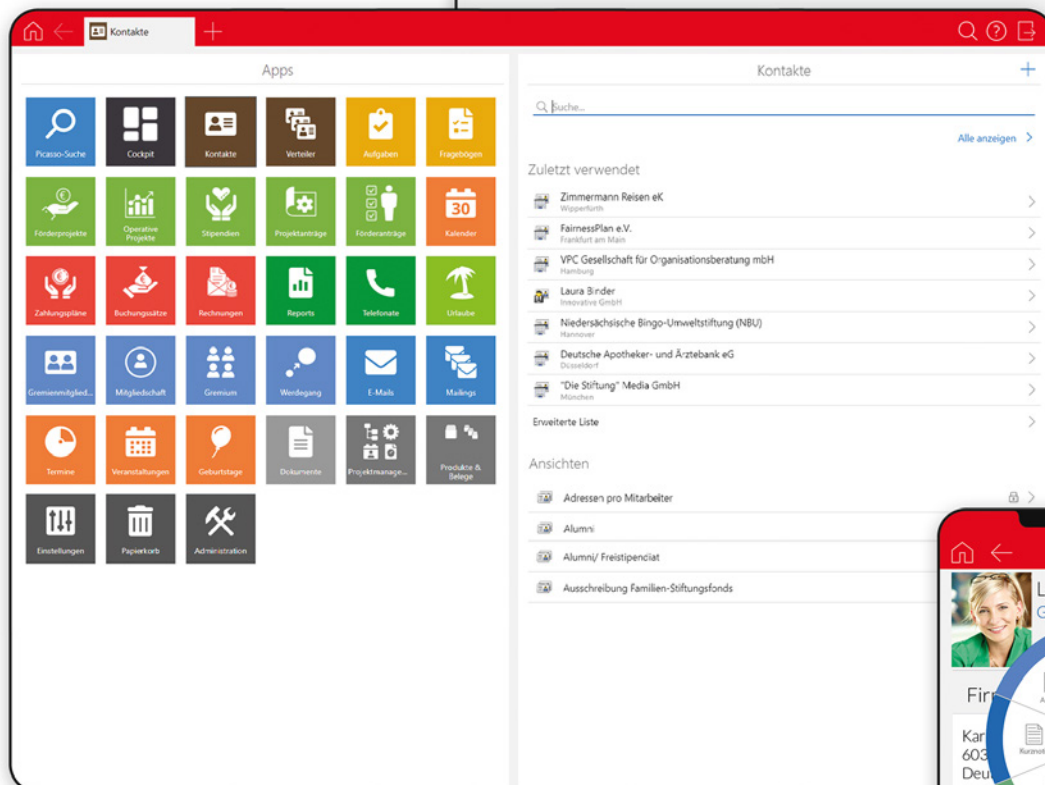 Kontakte
Apps
Picasso-Suche
Cockpit
Kontakte
Verteiler
Aufgaben
Fragebögen
Förderprojekte
Operative
Projekte
Stipendien
Projektanträge
Förderanträge
30
Kalender
Zahlungspläne
Buchungssätze
Rechnungen
Reports
Telefonate
Urlaube
Gremienmitglied...
Mitgliedschaft
Gremium
Werdegang
E-Mails
Mailings
Termine
Veranstaltungen
Geburtstage
Dokumente
Projektmanage...
Produkte &
Belege
Einstellungen
Papierkorb
Administration
Kontakte
Suche...
Alle anzeigen
Zuletzt verwendet
Zimmermann Reisen eK
Wipperfürth
FairnessPlan e.V.
Frankfurt am Main
VPC Gesellschaft für Organisationsberatung mbH
Hamburg
Laura Binder
Innovative GmbH
Niedersächsische Bingo-Umweltstiftung (NBU)
Hannover
Deutsche Apotheker- und Ärztebank eG
Düsseldorf
"Die Stiftung" Media GmbH
München
Erweiterte Liste
Ansichten
Adressen pro Mitarbeiter
Alumni
Alumni/ Freistipendiat
Ausschreibung Familien-Stiftungsfonds
L
G
Fir
Kar
603
Deu